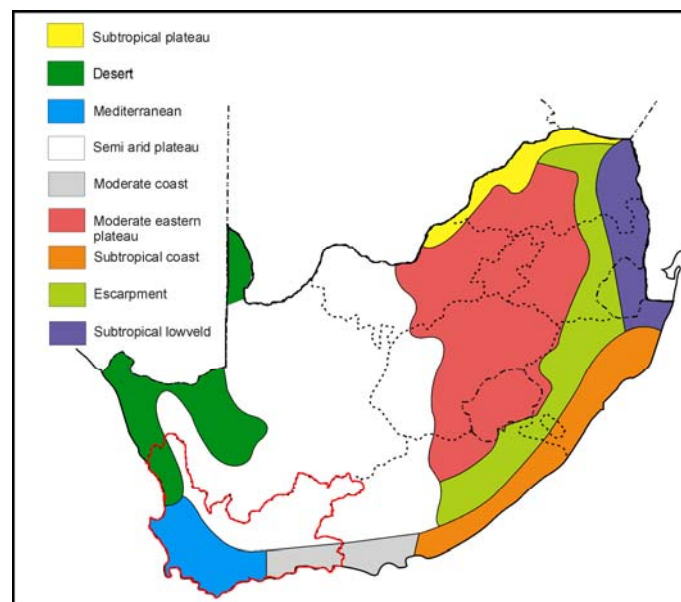 Subtropical plateau
Desert
Mediterranean
Semi arid plateau
Moderate coast
Moderate eastern
plateau
Subtropical coast
Escarpment
Subtropical lowveld